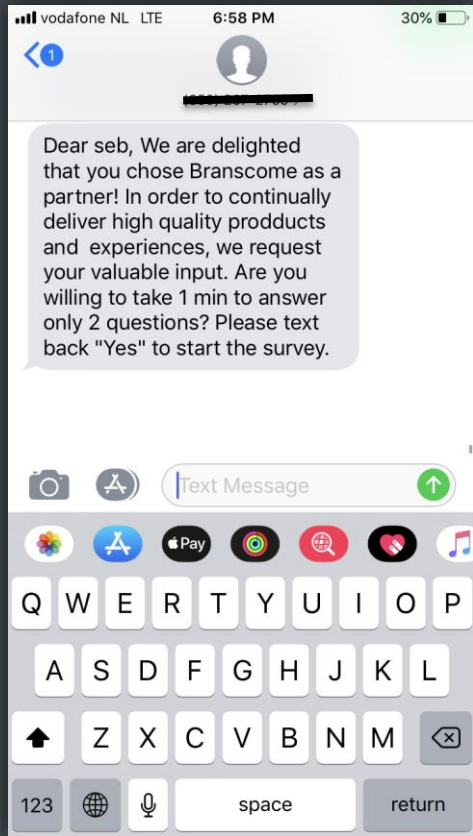 vodafone NL LTE 6:58 PM 30%
1
Dear seb, We are delighted
that you chose Branscome as a
partner! In order to continually
deliver high quality prodducts
and experiences, we request
your valuable input. Are you
willing to take 1 min to answer
only 2 questions? Please text
back "Yes" to start the survey.
Text Message
Pay
Q W E R T Y U I O P
A S D F G H J K L
Z X C V B N M
123 space return